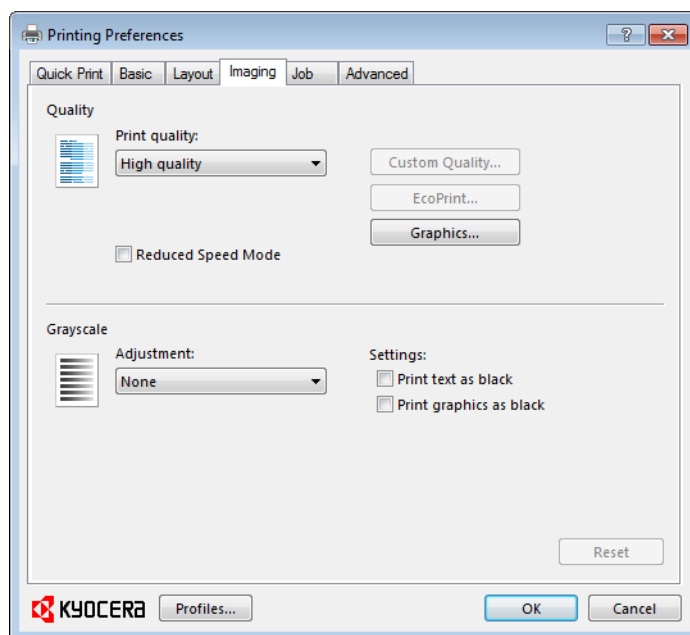 Printing Preferences
?
Quick Print Basic Layout Imaging Job Advanced
Quality
Print quality:
High quality
Custom Quality...
EcoPrint...
Graphics...
Reduced Speed Mode
Grayscale
Adjustment:
None
Settings:
Print text as black
Print graphics as black
Reset
KYOCERA
Profiles...
OK
Cancel